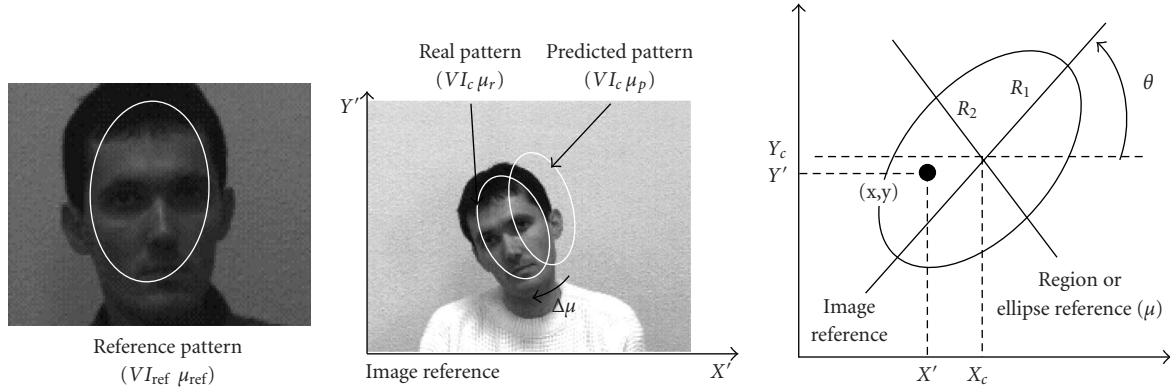 Reference pattern
(VI_ref μ_ref)
Real pattern
(VI_c μ_r)
Predicted pattern
(VI_c μ_p)
Y′
Δμ
Image reference
X′
θ
R_1
R_2
Y_c
Y′
(x,y)
Region or
ellipse reference (μ)
Image
reference
X′
X_c